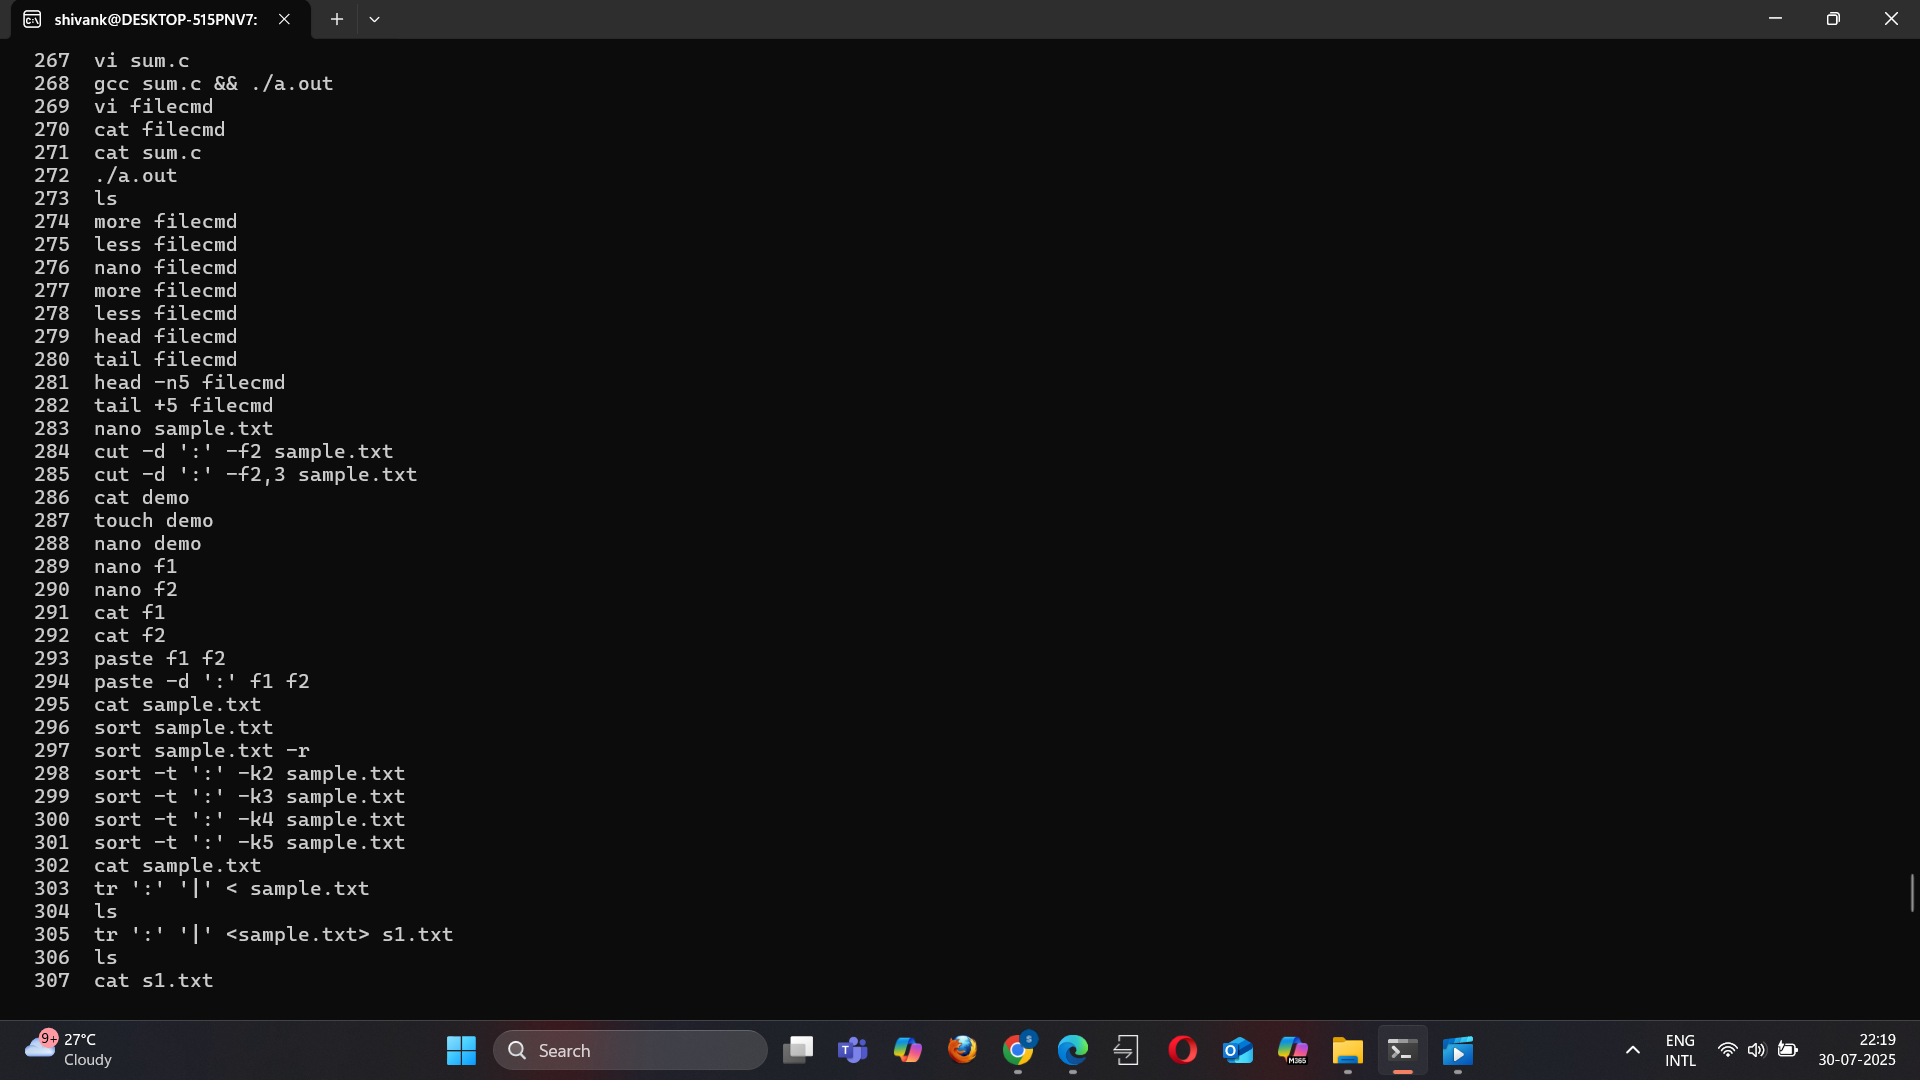 shivank@DESKTOP-515PNV7:
267 vi sum.c
268 gcc sum.c && ./a.out
269 vi filecmd
270 cat filecmd
271 cat sum.c
272 ./a.out
273 ls
274 more filecmd
275 less filecmd
276 nano filecmd
277 more filecmd
278 less filecmd
279 head filecmd
280 tail filecmd
281 head -n5 filecmd
282 tail +5 filecmd
283 nano sample.txt
284 cut -d ':' -f2 sample.txt
285 cut -d ':' -f2,3 sample.txt
286 cat demo
287 touch demo
288 nano demo
289 nano f1
290 nano f2
291 cat f1
292 cat f2
293 paste f1 f2
294 paste -d ':' f1 f2
295 cat sample.txt
296 sort sample.txt
297 sort sample.txt -r
298 sort -t ':' -k2 sample.txt
299 sort -t ':' -k3 sample.txt
300 sort -t ':' -k4 sample.txt
301 sort -t ':' -k5 sample.txt
302 cat sample.txt
303 tr ':' '|' < sample.txt
304 ls
305 tr ':' '|' <sample.txt> s1.txt
306 ls
307 cat s1.txt
9+ 27°C
Cloudy
Search
M365
ENG
INTL
22:19
30-07-2025